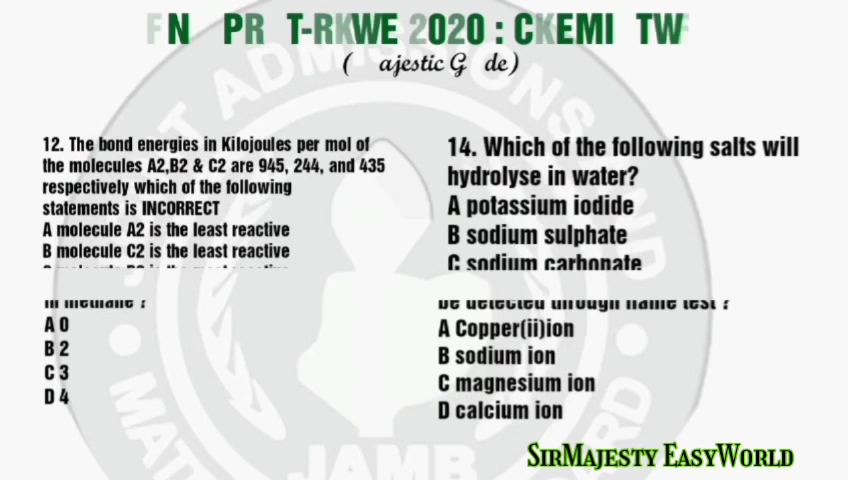 FN PR T-RKWE 2020 : CKEMI TWF
( ajestic G de)
12. The bond energies in Kilojoules per mol of
the molecules A2,B2 & C2 are 945, 244, and 435
respectively which of the following
statements is INCORRECT
A molecule A2 is the least reactive
B molecule C2 is the least reactive
in methane ?
A 0
B 2
C 3
D 4
14. Which of the following salts will
hydrolyse in water?
A potassium iodide
B sodium sulphate
C sodium carbonate
be detected through flame test ?
A Copper(ii)ion
B sodium ion
C magnesium ion
D calcium ion
JAMB
SIRMAJESTY EASYWORLD